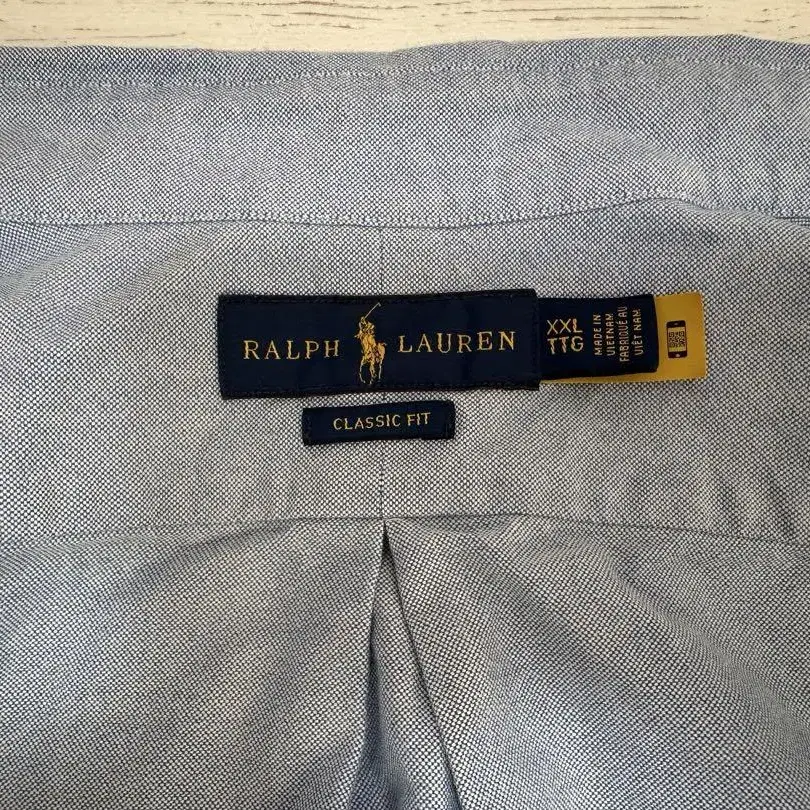 RALPH LAUREN
XXL
TTG
MADE IN
VIETNAM
FABRIQUÉ AU
VIÊT NAM
CLASSIC FIT